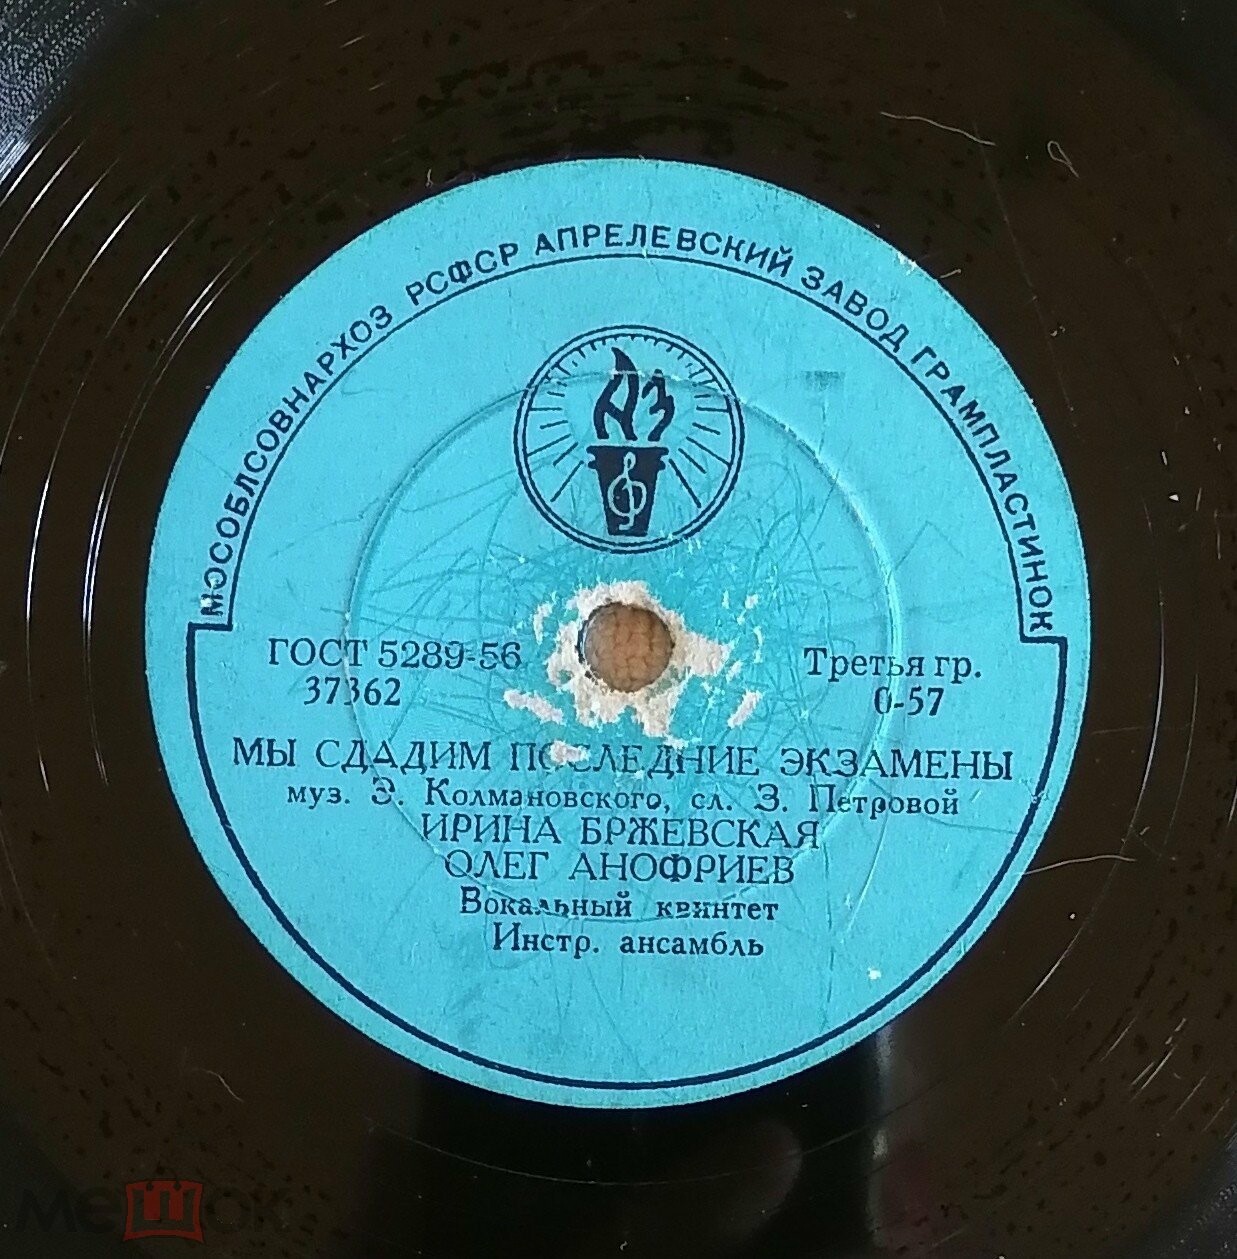 МОСОБЛСОВНАРХОЗ РСФСР АПРЕЛЕВСКИЙ ЗАВОД ГРАМПЛАСТИНОК
АЗ
ГОСТ 5289-56
37362
Третья гр.
0-57
МЫ СДАДИМ ПОСЛЕДНИЕ ЭКЗАМЕНЫ
муз. Э. Колмановского, сл. З. Петровой
ИРИНА БРЖЕВСКАЯ
ОЛЕГ АНОФРИЕВ
Вокальный квинтет
Инстр. ансамбль
мешок